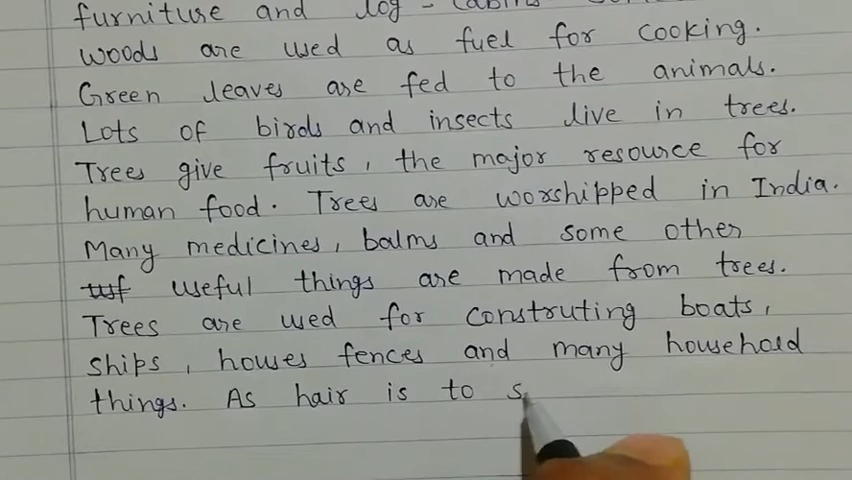 furniture and log-cabins
woods are used as fuel for cooking.
Green leaves are fed to the animals.
Lots of birds and insects live in trees.
Trees give fruits, the major resource for
human food. Trees are worshipped in India.
Many medicines, balms and some other
useful things are made from trees.
Trees are used for construting boats,
ships, houses fences and many househald
things. As hair is to s